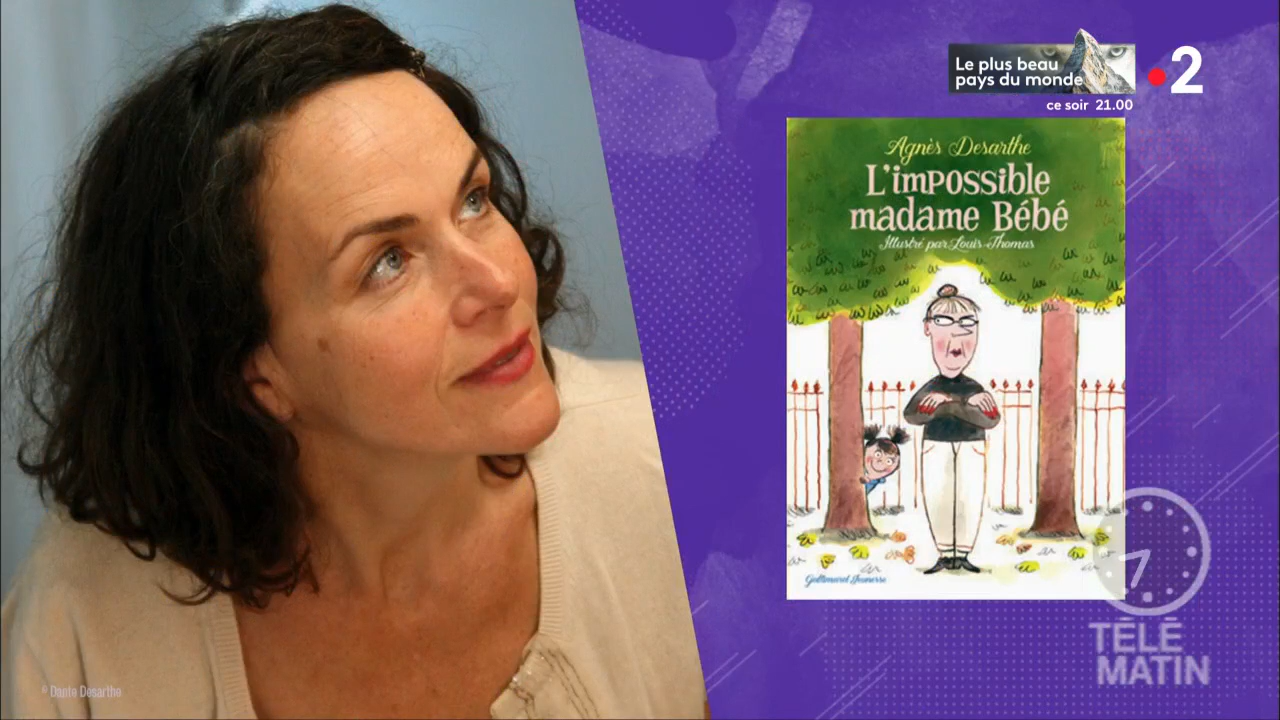 Le plus beau
pays du monde
2
ce soir 21.00
Agnès Desarthe
L'impossible
madame Bébé
Illustré par Louis Thomas
Gallimard Jeunesse
7
TÉLÉ
MATIN
© Dante Desarthe